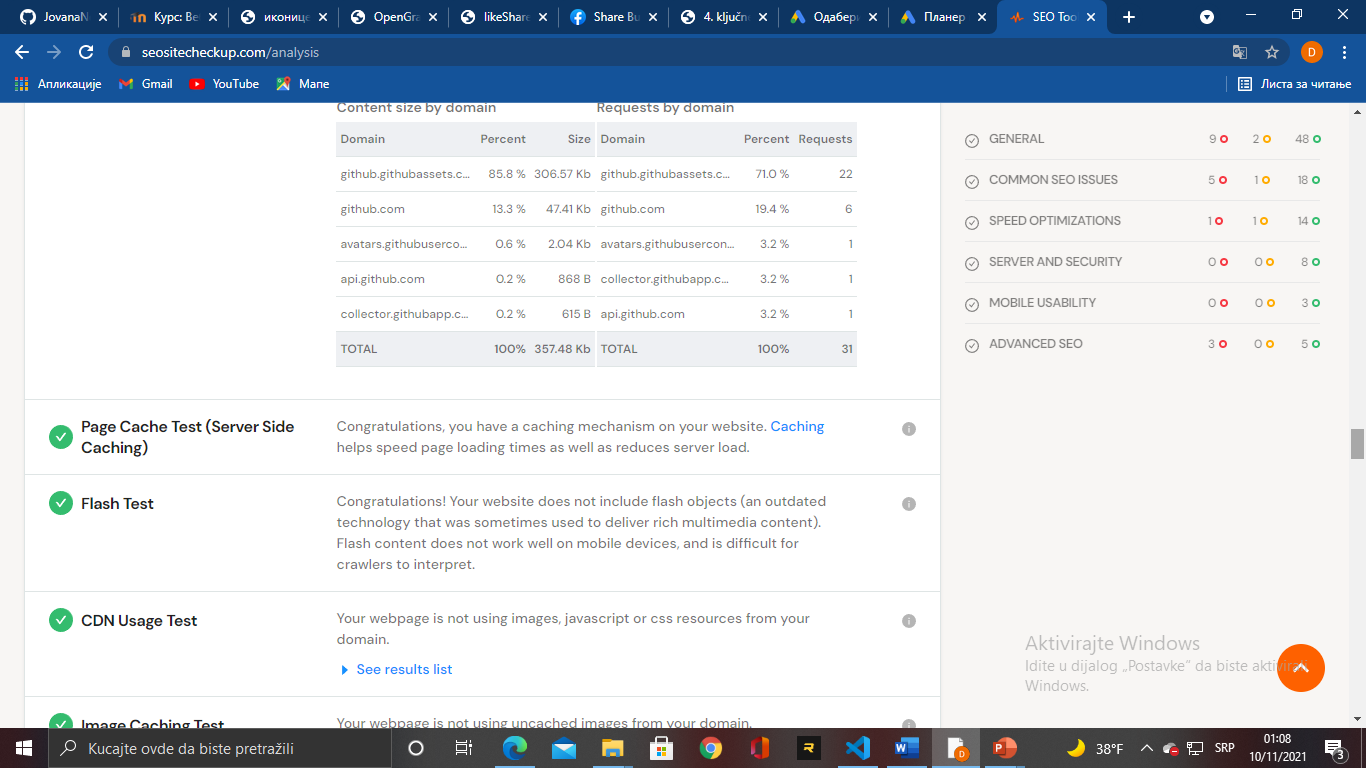 JovanaN
Курс: Ве
иконице
OpenGra
likeShare
Share Bu
4. кључн
Одабери
Планер
SEO Too
seositecheckup.com/analysis
D
Апликације
Gmail
YouTube
Мапе
Листа за читање
Content size by domain
Requests by domain
Domain Percent Size Domain Percent Requests
github.githubassets.c... 85.8 % 306.57 Kb github.githubassets.c... 71.0 % 22
github.com 13.3 % 47.41 Kb github.com 19.4 % 6
avatars.githubuserco... 0.6 % 2.04 Kb avatars.githubusercon... 3.2 % 1
api.github.com 0.2 % 868 B collector.githubapp.c... 3.2 % 1
collector.githubapp.c... 0.2 % 615 B api.github.com 3.2 % 1
TOTAL 100% 357.48 Kb TOTAL 100% 31
Page Cache Test (Server Side
Caching)
Congratulations, you have a caching mechanism on your website. Caching
helps speed page loading times as well as reduces server load.
Flash Test
Congratulations! Your website does not include flash objects (an outdated
technology that was sometimes used to deliver rich multimedia content).
Flash content does not work well on mobile devices, and is difficult for
crawlers to interpret.
CDN Usage Test
Your webpage is not using images, javascript or css resources from your
domain.
See results list
Image Caching Test
Your webpage is not using uncached images from your domain.
GENERAL 9 2 48
COMMON SEO ISSUES 5 1 18
SPEED OPTIMIZATIONS 1 1 14
SERVER AND SECURITY 0 0 8
MOBILE USABILITY 0 0 3
ADVANCED SEO 3 0 5
Aktivirajte Windows
Idite u dijalog „Postavke“ da biste aktivirali
Windows.
Kucajte ovde da biste pretražili
38°F
SRP
01:08
10/11/2021
3